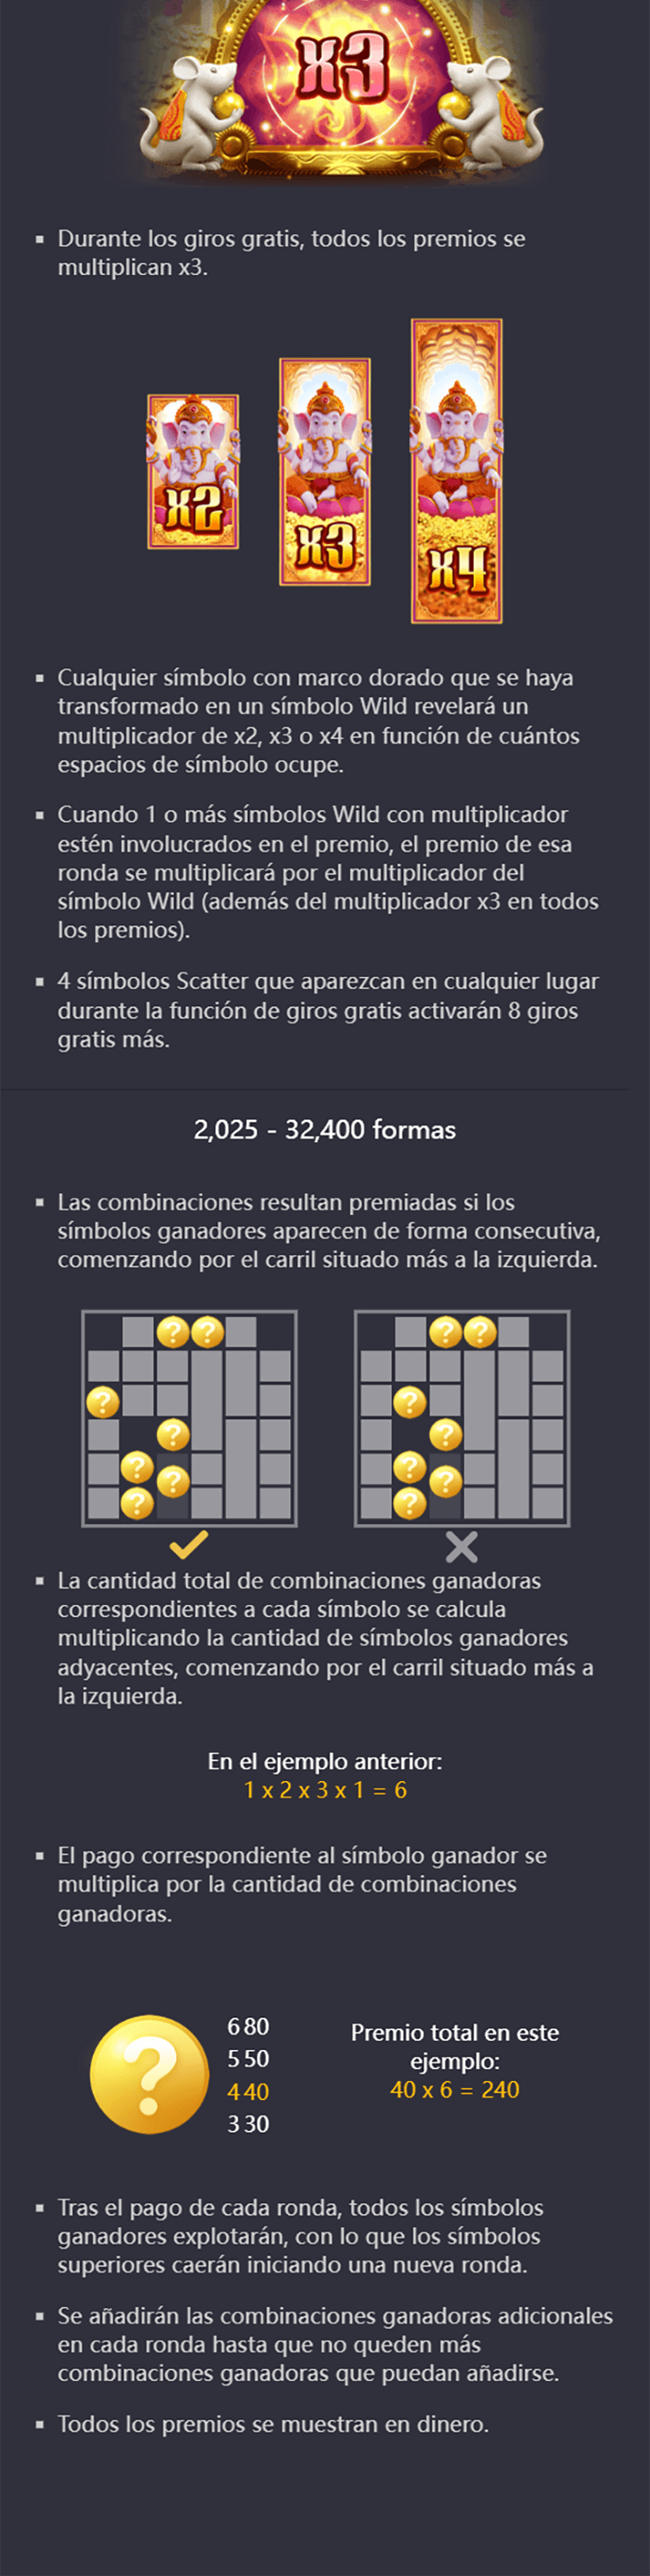 x3
▪ Durante los giros gratis, todos los premios se
multiplican x3.
x2
x3
x4
▪ Cualquier símbolo con marco dorado que se haya
transformado en un símbolo Wild revelará un
multiplicador de x2, x3 o x4 en función de cuántos
espacios de símbolo ocupe.
▪ Cuando 1 o más símbolos Wild con multiplicador
estén involucrados en el premio, el premio de esa
ronda se multiplicará por el multiplicador del
símbolo Wild (además del multiplicador x3 en todos
los premios).
▪ 4 símbolos Scatter que aparezcan en cualquier lugar
durante la función de giros gratis activarán 8 giros
gratis más.
2,025 - 32,400 formas
▪ Las combinaciones resultan premiadas si los
símbolos ganadores aparecen de forma consecutiva,
comenzando por el carril situado más a la izquierda.
? ? ? ?
? ?
? ?
? ?
? ?
? ?
▪ La cantidad total de combinaciones ganadoras
correspondientes a cada símbolo se calcula
multiplicando la cantidad de símbolos ganadores
adyacentes, comenzando por el carril situado más a
la izquierda.
En el ejemplo anterior:
1 x 2 x 3 x 1 = 6
▪ El pago correspondiente al símbolo ganador se
multiplica por la cantidad de combinaciones
ganadoras.
?
6 80
5 50
4 40
3 30
Premio total en este
ejemplo:
40 x 6 = 240
▪ Tras el pago de cada ronda, todos los símbolos
ganadores explotarán, con lo que los símbolos
superiores caerán iniciando una nueva ronda.
▪ Se añadirán las combinaciones ganadoras adicionales
en cada ronda hasta que no queden más
combinaciones ganadoras que puedan añadirse.
▪ Todos los premios se muestran en dinero.